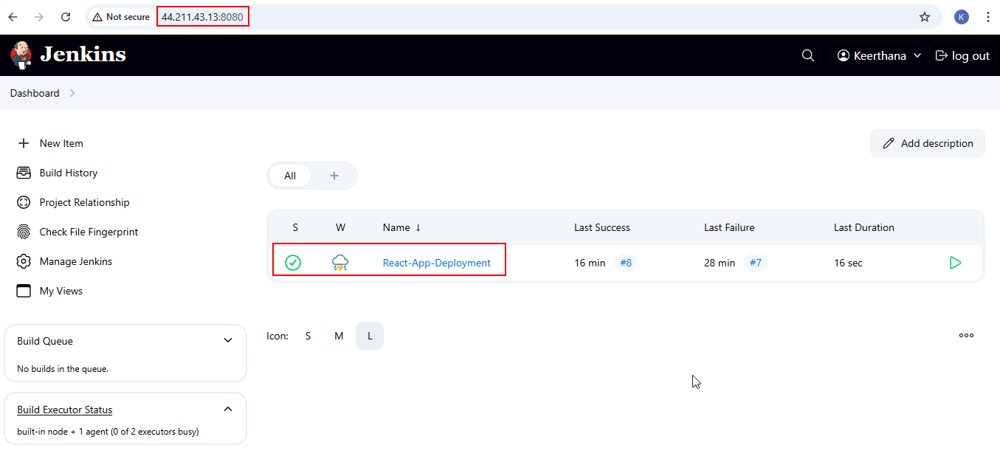 Not secure 44.211.43.13:8080 K
Jenkins Keerthana log out
Dashboard
New Item Add description
Build History All +
Project Relationship
Check File Fingerprint S W Name ↓ Last Success Last Failure Last Duration
Manage Jenkins React-App-Deployment 16 min #8 28 min #7 16 sec
My Views
Build Queue Icon: S M L
No builds in the queue.
Build Executor Status
built-in node + 1 agent (0 of 2 executors busy)